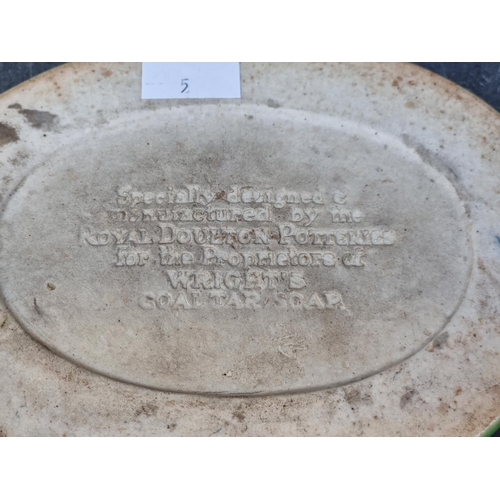 5
Specially designed &
manufactured by the
ROYAL DOULTON POTTERIES
for the Proprietors of
WRIGHT'S
COAL TAR SOAP.